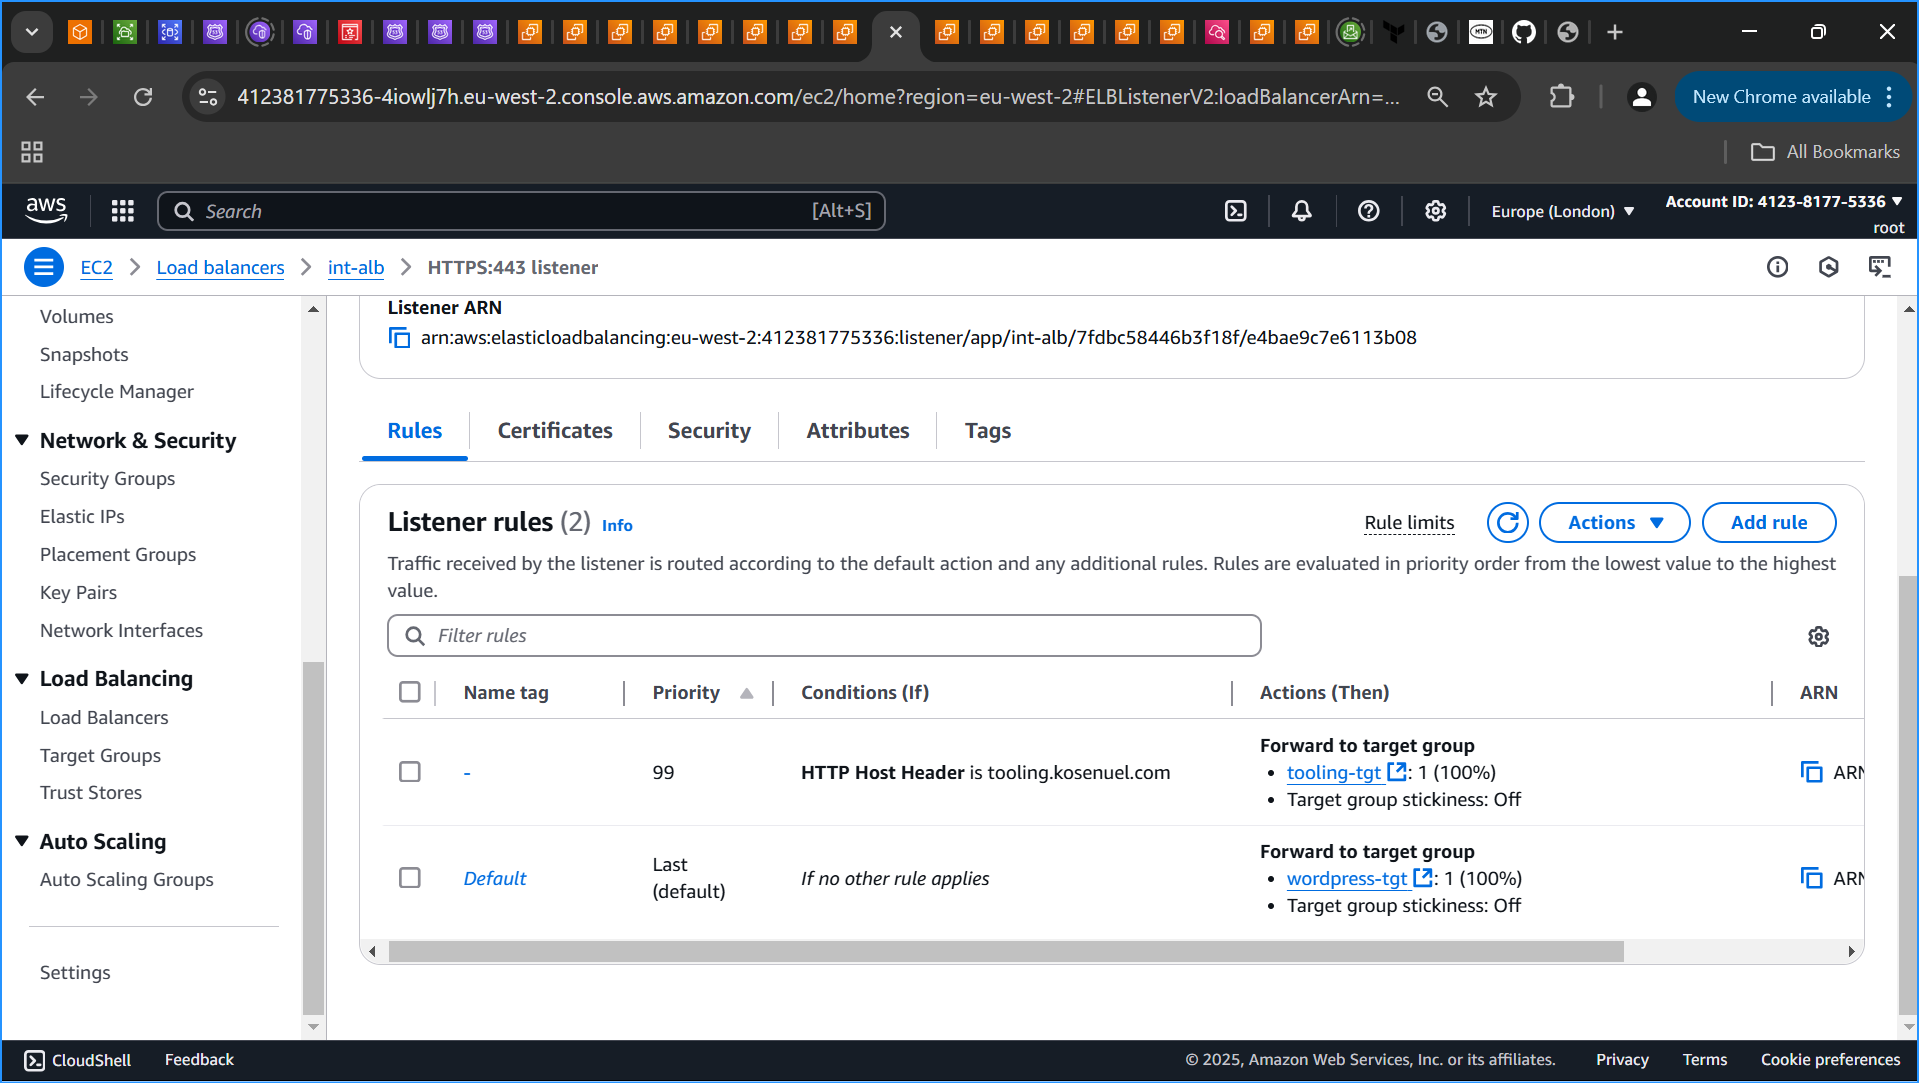 412381775336-4iowlj7h.eu-west-2.console.aws.amazon.com/ec2/home?region=eu-west-2#ELBListenerV2:loadBalancerArn=...
New Chrome available
All Bookmarks
aws
Search
[Alt+S]
Europe (London)
Account ID: 4123-8177-5336
root
EC2
Load balancers
int-alb
HTTPS:443 listener
Volumes
Snapshots
Lifecycle Manager
Network & Security
Security Groups
Elastic IPs
Placement Groups
Key Pairs
Network Interfaces
Load Balancing
Load Balancers
Target Groups
Trust Stores
Auto Scaling
Auto Scaling Groups
Settings
Listener ARN
arn:aws:elasticloadbalancing:eu-west-2:412381775336:listener/app/int-alb/7fdbc58446b3f18f/e4bae9c7e6113b08
Rules
Certificates
Security
Attributes
Tags
Listener rules (2) Info
Rule limits
Actions
Add rule
Traffic received by the listener is routed according to the default action and any additional rules. Rules are evaluated in priority order from the lowest value to the highest
value.
Filter rules
Name tag
Priority
Conditions (If)
Actions (Then)
ARN
-
99
HTTP Host Header is tooling.kosenuel.com
Forward to target group
• tooling-tgt : 1 (100%)
• Target group stickiness: Off
ARN
Default
Last
(default)
If no other rule applies
Forward to target group
• wordpress-tgt : 1 (100%)
• Target group stickiness: Off
ARN
CloudShell
Feedback
© 2025, Amazon Web Services, Inc. or its affiliates.
Privacy
Terms
Cookie preferences